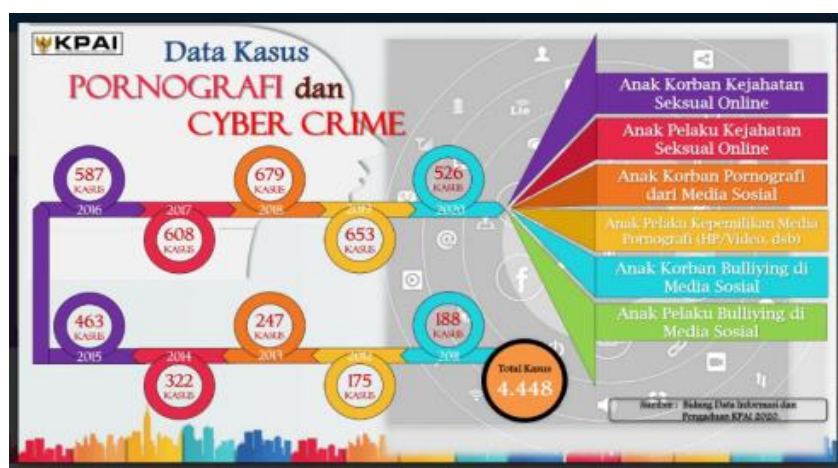 KPAI
Data Kasus
PORNOGRAFI dan
CYBER CRIME
587
KASUS
2016
608
KASUS
2017
679
KASUS
2018
653
KASUS
2019
526
KASUS
2020
463
KASUS
2015
322
KASUS
2014
247
KASUS
2013
175
KASUS
2012
188
KASUS
2011
Total Kasus
4.448
Anak Korban Kejahatan
Seksual Online
Anak Pelaku Kejahatan
Seksual Online
Anak Korban Pornografi
dari Media Sosial
Anak Pelaku Kepemilikan Media
Pornografi (HP/Video, dsb)
Anak Korban Bulliying di
Media Sosial
Anak Pelaku Bulliying di
Media Sosial
Sumber : Bidang Data Informasi dan
Pengaduan KPAI 2020.